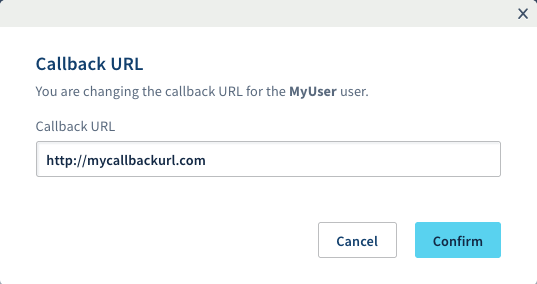 Callback URL
You are changing the callback URL for the MyUser user.
Callback URL
http://mycallbackurl.com
Cancel
Confirm